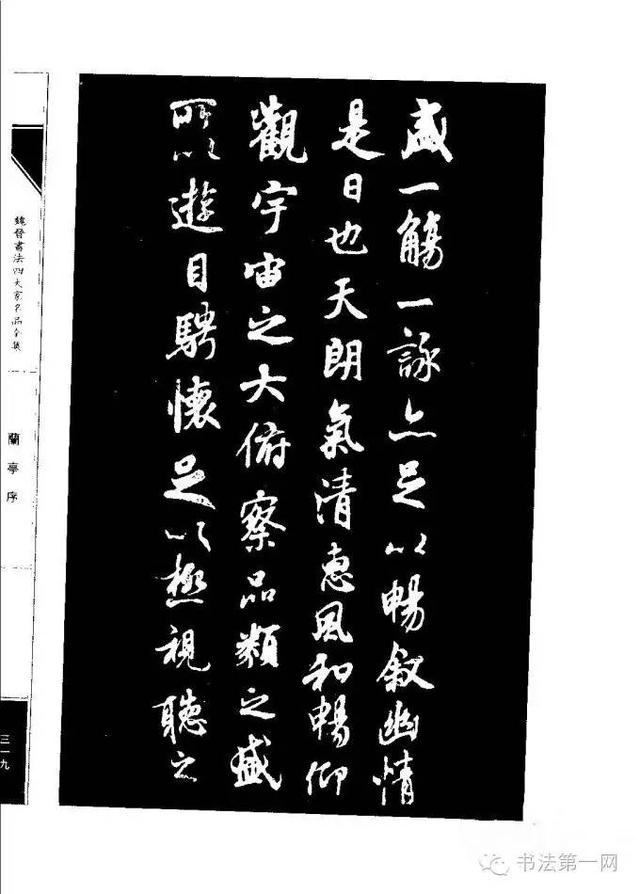 盛一觴一詠亦足以暢敘幽情
是日也天朗氣清惠風和暢仰
觀宇宙之大俯察品類之盛
所以遊目騁懷足以極視聽之
魏晉書法四大家名品全集
蘭亭序
三一九
书法第一网